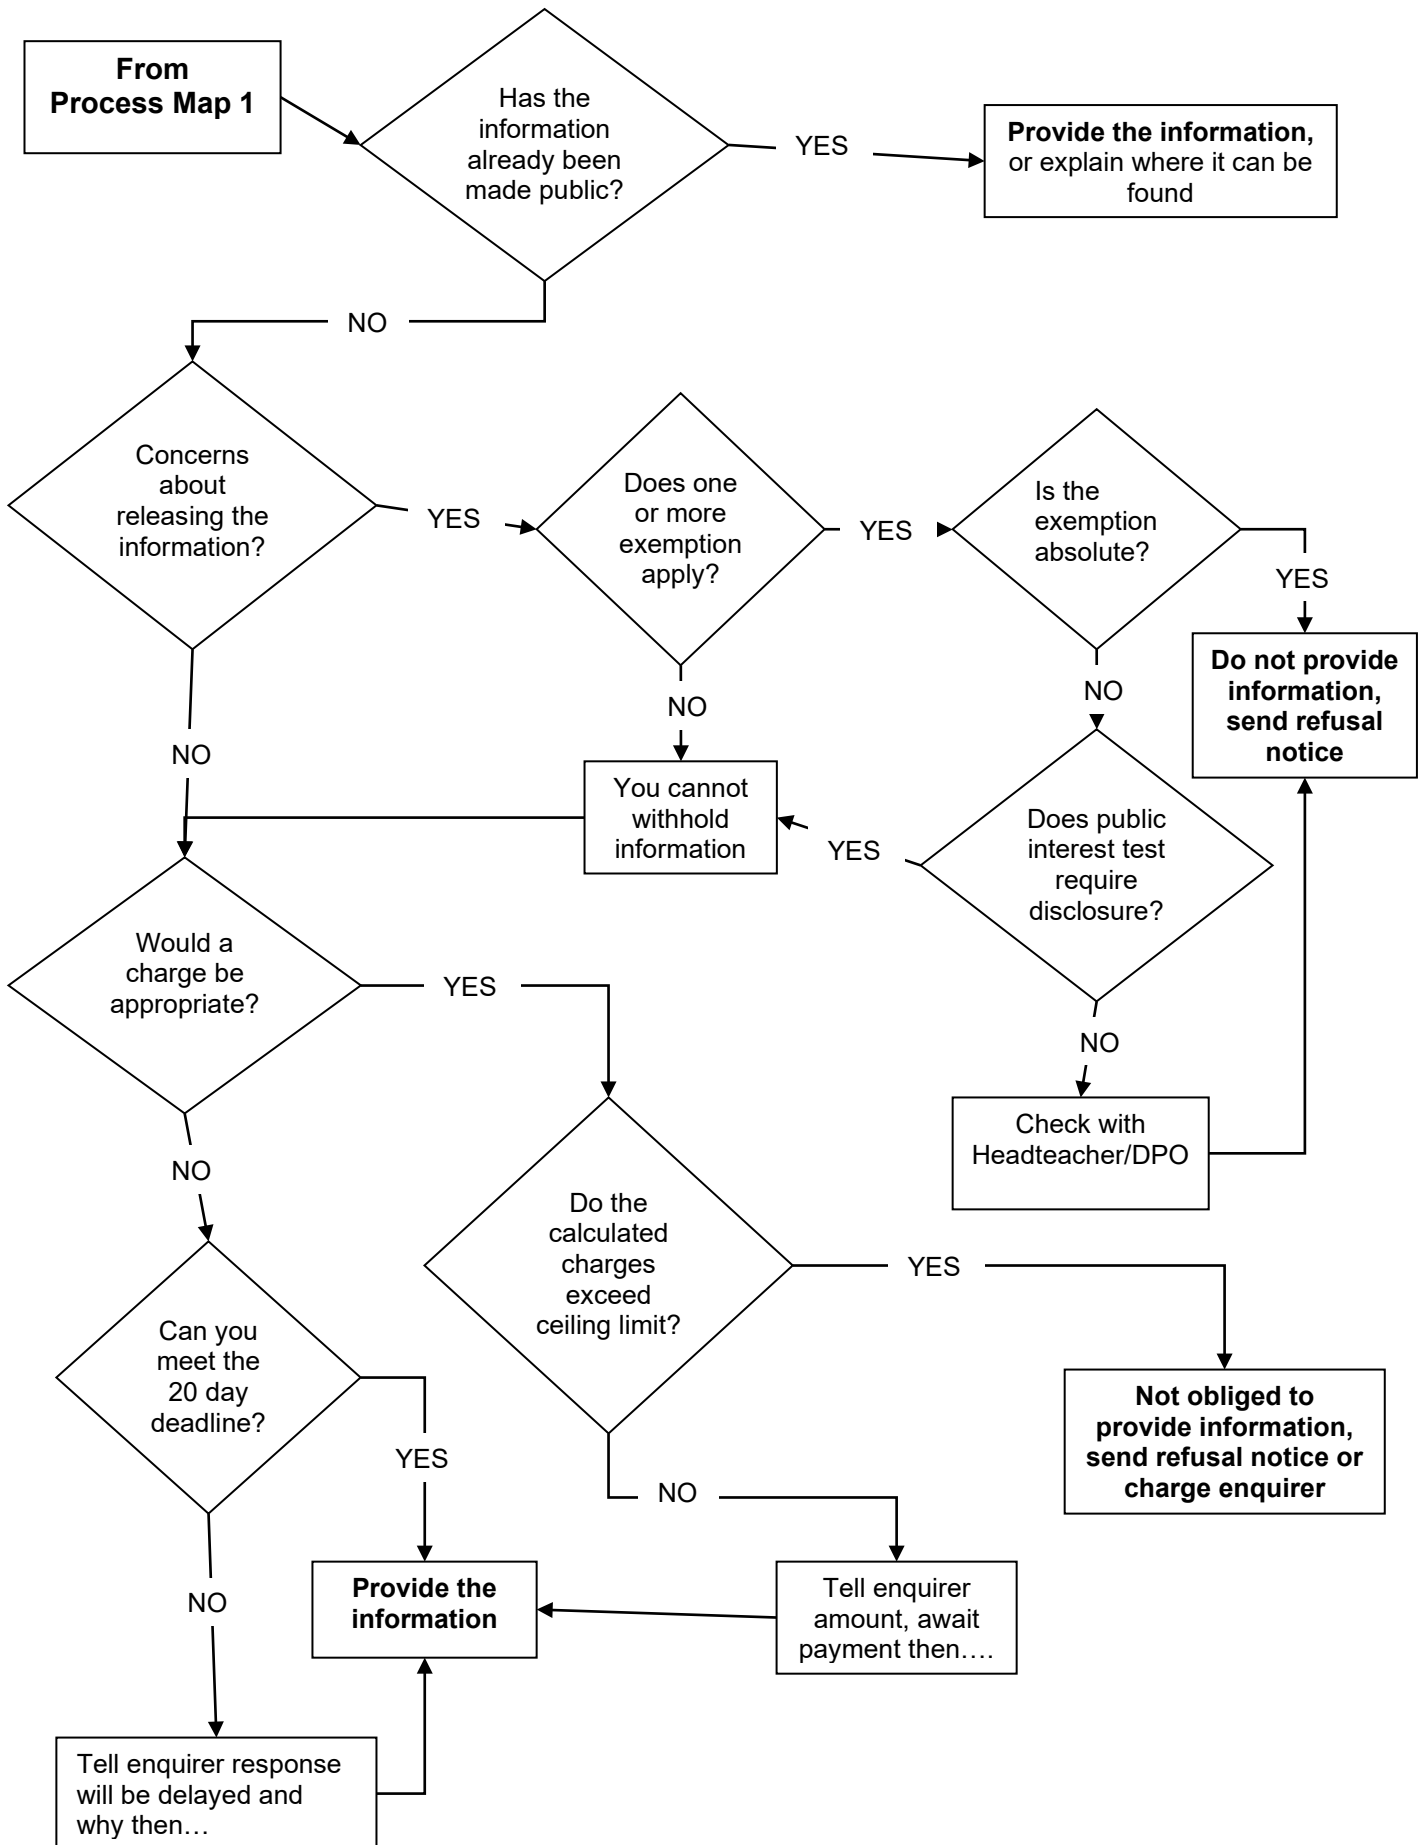 From
Process Map 1
Has the
information
already been
made public?
YES
Provide the information,
or explain where it can be
found
NO
Concerns
about
releasing the
information?
YES
Does one
or more
exemption
apply?
YES
Is the
exemption
absolute?
YES
NO
NO
Do not provide
information,
send refusal
notice
NO
You cannot
withhold
information
YES
Does public
interest test
require
disclosure?
Would a
charge be
appropriate?
YES
NO
Check with
Headteacher/DPO
NO
Do the
calculated
charges
exceed
ceiling limit?
YES
Can you
meet the
20 day
deadline?
YES
Not obliged to
provide information,
send refusal notice or
charge enquirer
NO
NO
Provide the
information
Tell enquirer
amount, await
payment then….
Tell enquirer response
will be delayed and
why then…